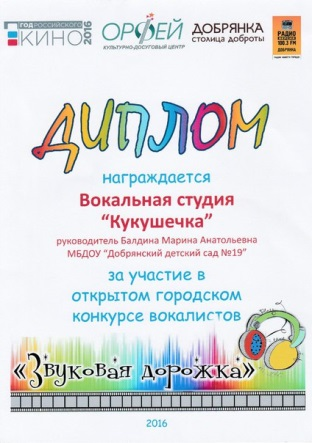 ГОД РОССИЙСКОГО
КИНО 2016
ОРФЕЙ
КУЛЬТУРНО-ДОСУГОВЫЙ ЦЕНТР
ДОБРЯНКА
СТОЛИЦА ДОБРОТЫ
РАДИО
100.3 FM
ДОБРЯНКА
ДИПЛОМ
награждается
Вокальная студия
"Кукушечка"
руководитель Балдина Марина Анатольевна
МБДОУ "Добрянский детский сад №19"
за участие в
открытом городском
конкурсе вокалистов
«Звуковая дорожка»
2016